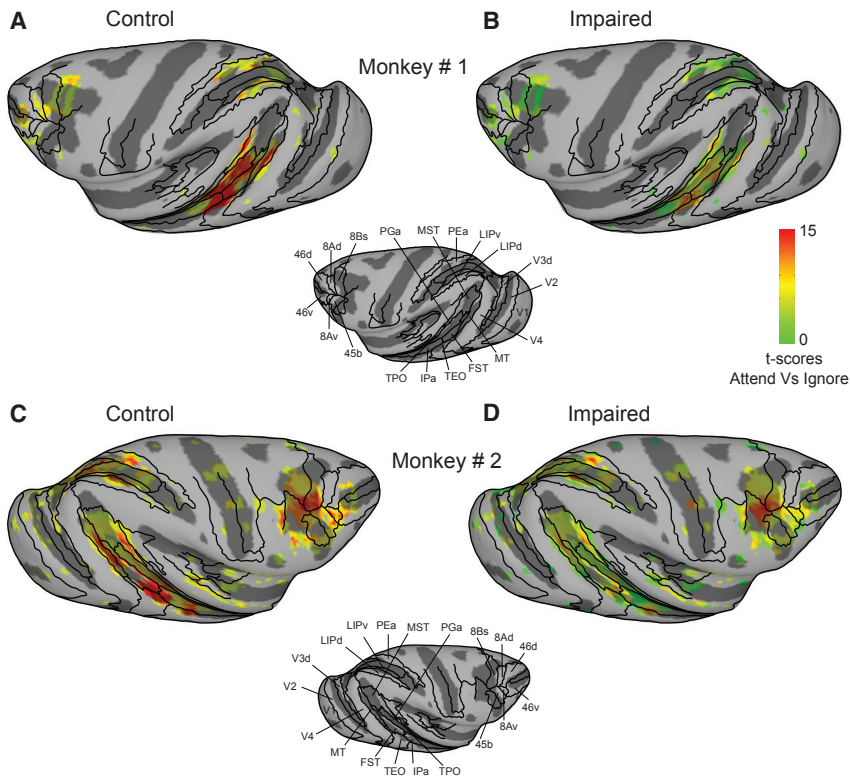 A
Control
B
Impaired
Monkey # 1
PGa
MST
PEa
LIPv
LIPd
8Bs
8Ad
46d
V3d
V2
V1
46v
8Av
45b
V4
MT
FST
TEO
IPa
TPO
15
0
t-scores
Attend Vs Ignore
C
Control
D
Impaired
Monkey # 2
LIPv
PEa
MST
PGa
8Bs
8Ad
46d
LIPd
V3d
V2
V1
46v
8Av
V4
45b
MT
FST
TEO
IPa
TPO